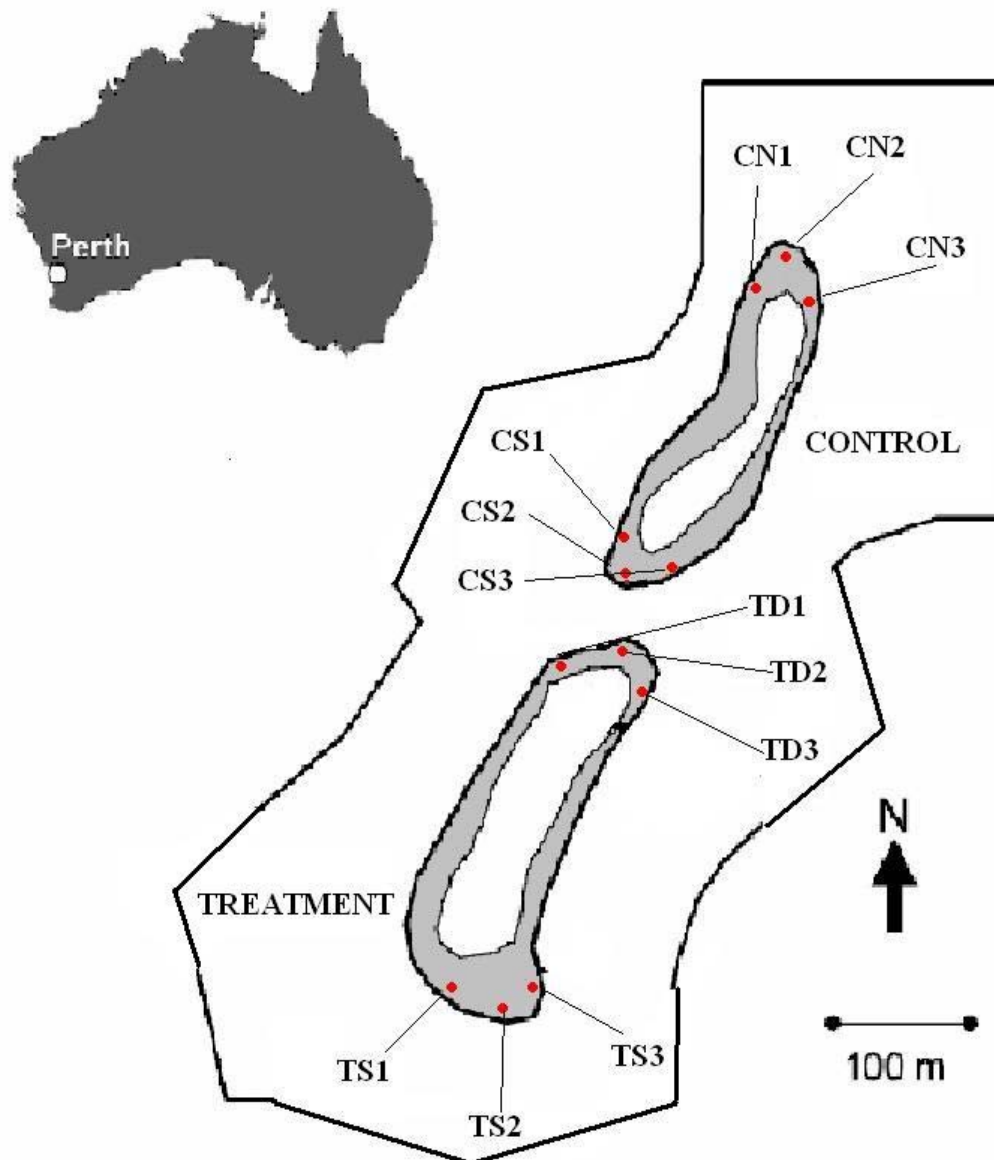 CN2
CN1
CN3
Perth
CS1
CONTROL
CS2
CS3
TD1
TD2
TD3
N
TREATMENT
TS3
100 m
TS1
TS2